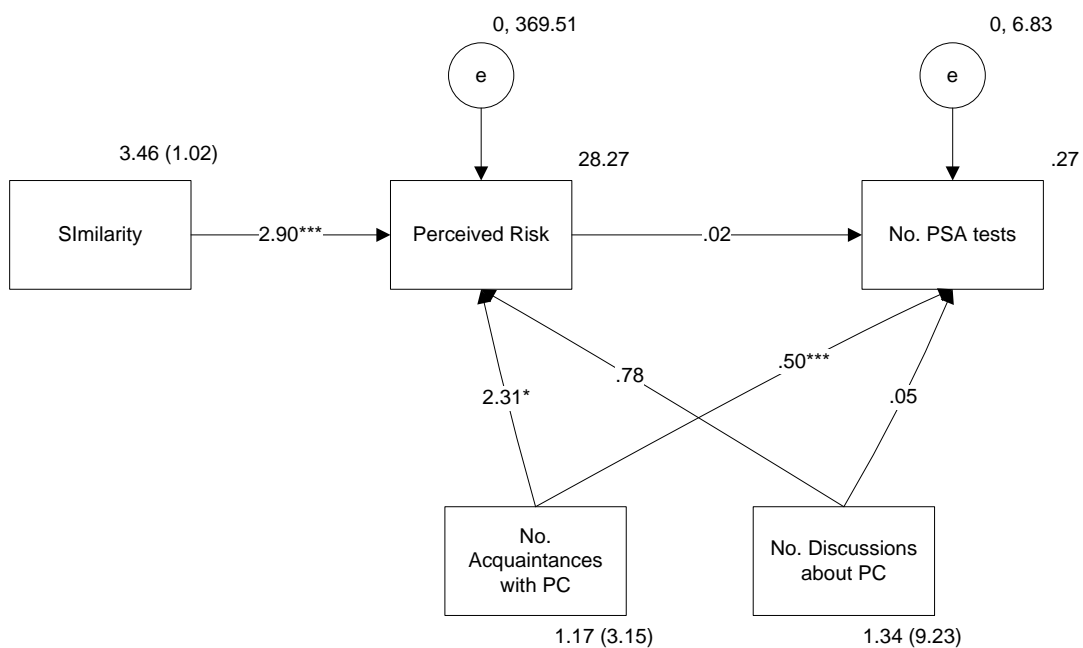 0, 369.51
0, 6.83
e
e
3.46 (1.02)
28.27
.27
SImilarity
2.90***
Perceived Risk
.02
No. PSA tests
.50***
.78
2.31*
.05
No.
Acquaintances
with PC
No. Discussions
about PC
1.17 (3.15)
1.34 (9.23)